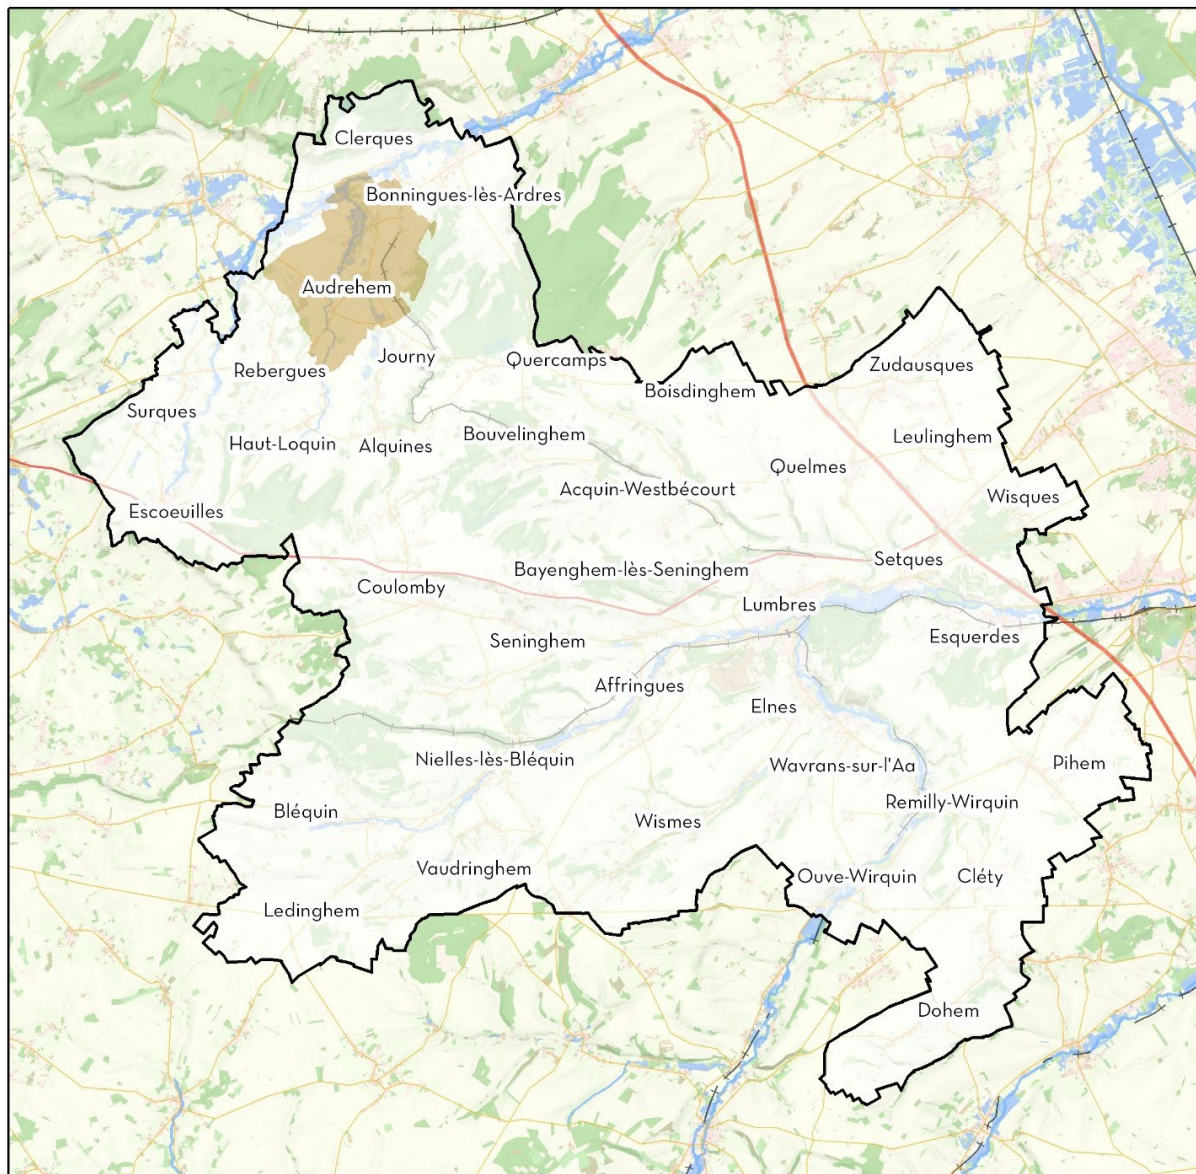 Clerques
Bonningues-lès-Ardres
Audrehem
Journy
Quercamps
Rebergues
Zudausques
Boisdinghem
Surques
Bouvelinghem
Leulinghem
Haut-Loquin
Alquines
Quelmes
Acquin-Westbécourt
Wisques
Escoeuilles
Setques
Bayenghem-lès-Seninghem
Coulomby
Lumbres
Esquerdes
Seninghem
Affringues
Elnes
Nielles-lès-Bléquin
Wavrans-sur-l'Aa
Pihem
Remilly-Wirquin
Bléquin
Wismes
Vaudringhem
Ouve-Wirquin
Cléty
Ledinghem
Dohem